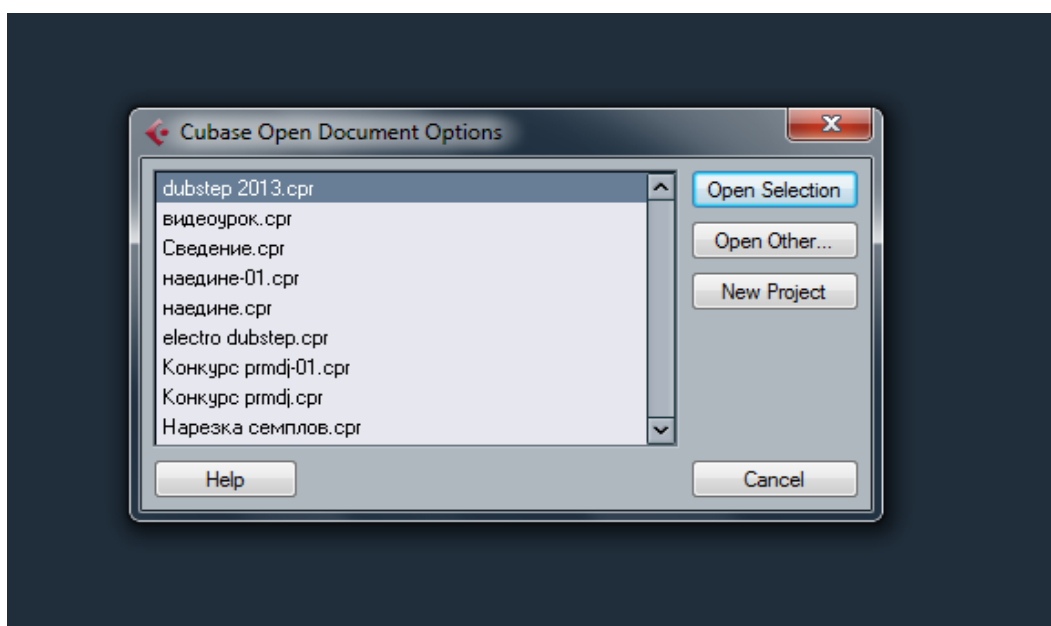 Cubase Open Document Options
dubstep 2013.cpr
видеоурок.cpr
Сведение.cpr
наедине-01.cpr
наедине.cpr
electro dubstep.cpr
Конкурс prmdj-01.cpr
Конкурс prmdj.cpr
Нарезка семплов.cpr
Open Selection
Open Other...
New Project
Help
Cancel